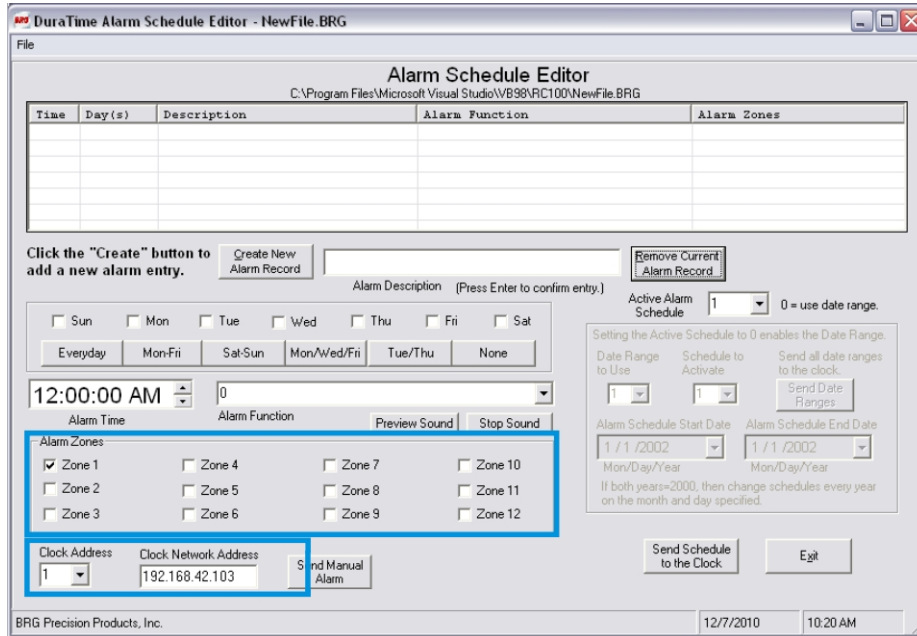 BRG DuraTime Alarm Schedule Editor - NewFile.BRG
File
Alarm Schedule Editor
C:\Program Files\Microsoft Visual Studio\VB98\RC100\NewFile.BRG
Time Day(s) Description Alarm Function Alarm Zones
Click the "Create" button to
add a new alarm entry.
Create New
Alarm Record
Alarm Description (Press Enter to confirm entry.)
Remove Current
Alarm Record
Active Alarm
Schedule
1
0 = use date range.
Sun Mon Tue Wed Thu Fri Sat
Everyday Mon-Fri Sat-Sun Mon/Wed/Fri Tue/Thu None
Setting the Active Schedule to 0 enables the Date Range.
Date Range
to Use
Schedule to
Activate
Send all date ranges
to the clock.
1
1
Send Date
Ranges
12:00:00 AM
0
Alarm Time
Alarm Function
Preview Sound
Stop Sound
Alarm Schedule Start Date
Alarm Schedule End Date
1 / 1 /2002
1 / 1 /2002
Mon/Day/Year
Mon/Day/Year
If both years=2000, then change schedules every year
on the month and day specified.
Alarm Zones
Zone 1 Zone 4 Zone 7 Zone 10
Zone 2 Zone 5 Zone 8 Zone 11
Zone 3 Zone 6 Zone 9 Zone 12
Clock Address
1
Clock Network Address
192.168.42.103
Manual
Alarm
Send Schedule
to the Clock
Exit
BRG Precision Products, Inc.
12/7/2010
10:20 AM